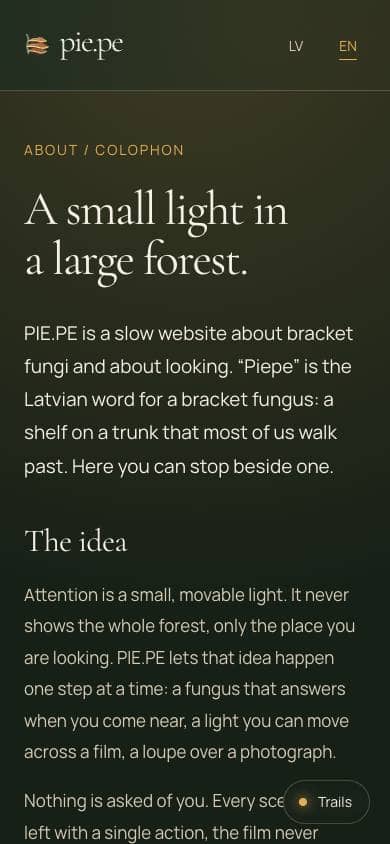 pie.pe
LV
EN
ABOUT / COLOPHON
A small light in
a large forest.
PIE.PE is a slow website about bracket
fungi and about looking. “Piepe” is the
Latvian word for a bracket fungus: a
shelf on a trunk that most of us walk
past. Here you can stop beside one.
The idea
Attention is a small, movable light. It never
shows the whole forest, only the place you
are looking. PIE.PE lets that idea happen
one step at a time: a fungus that answers
when you come near, a light you can move
across a film, a loupe over a photograph.
Nothing is asked of you. Every
Trails
left with a single action, the film never